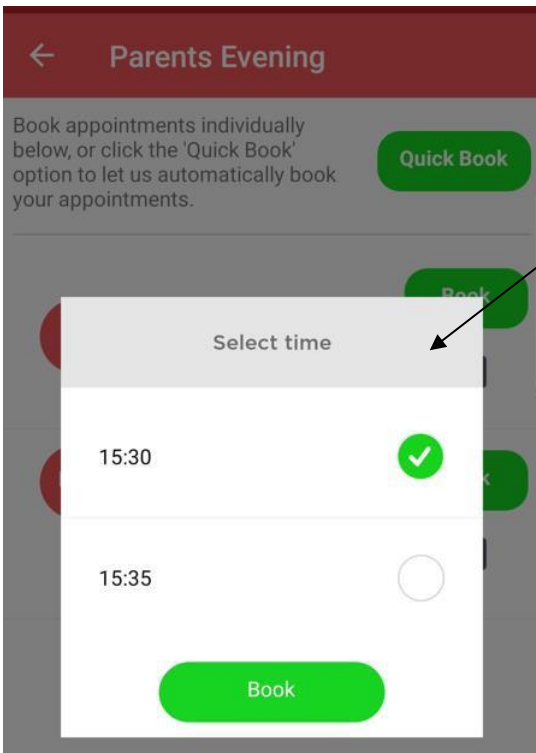 Parents Evening
Book appointments individually
below, or click the 'Quick Book'
option to let us automatically book
your appointments.
Quick Book
Book
Select time
15:30
15:35
Book